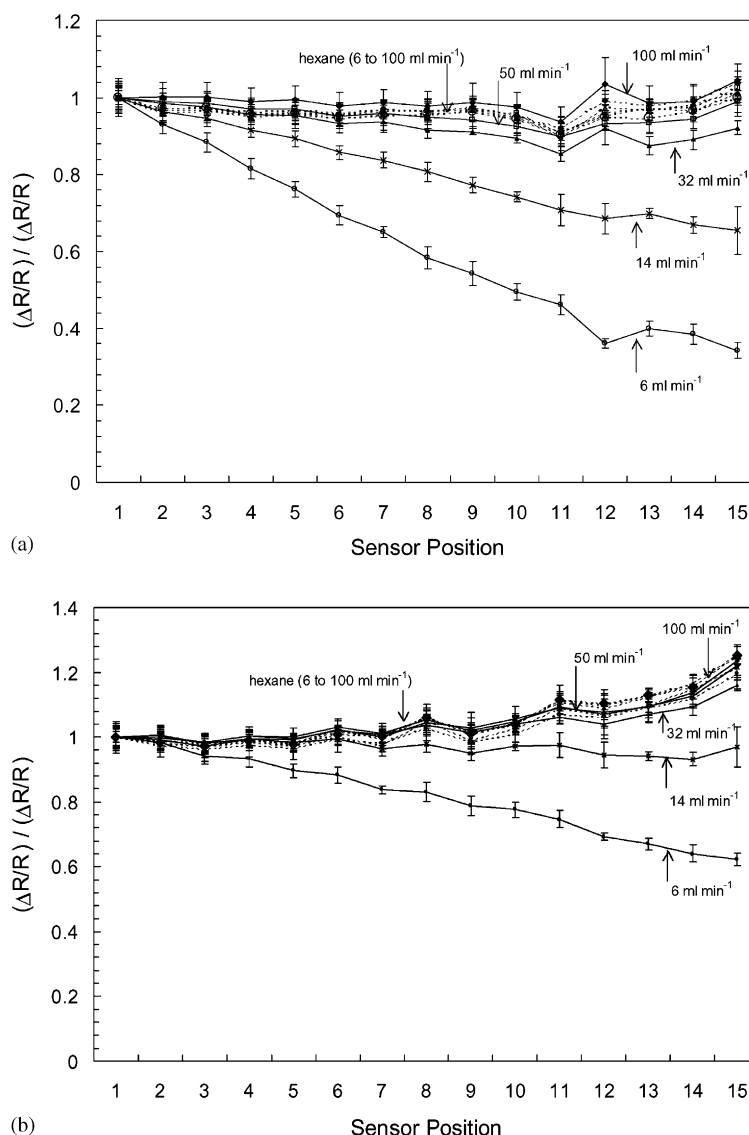 1.2
1
0.8
0.6
0.4
0.2
0
(ΔR/R) / (ΔR/R)
hexane (6 to 100 ml min⁻¹)
50 ml min⁻¹
100 ml min⁻¹
32 ml min⁻¹
14 ml min⁻¹
6 ml min⁻¹
1 2 3 4 5 6 7 8 9 10 11 12 13 14 15
(a) Sensor Position
1.4
1.2
1
0.8
0.6
0.4
0.2
0
(ΔR/R) / (ΔR/R)
hexane (6 to 100 ml min⁻¹)
50 ml min⁻¹
100 ml min⁻¹
32 ml min⁻¹
14 ml min⁻¹
6 ml min⁻¹
1 2 3 4 5 6 7 8 9 10 11 12 13 14 15
(b) Sensor Position